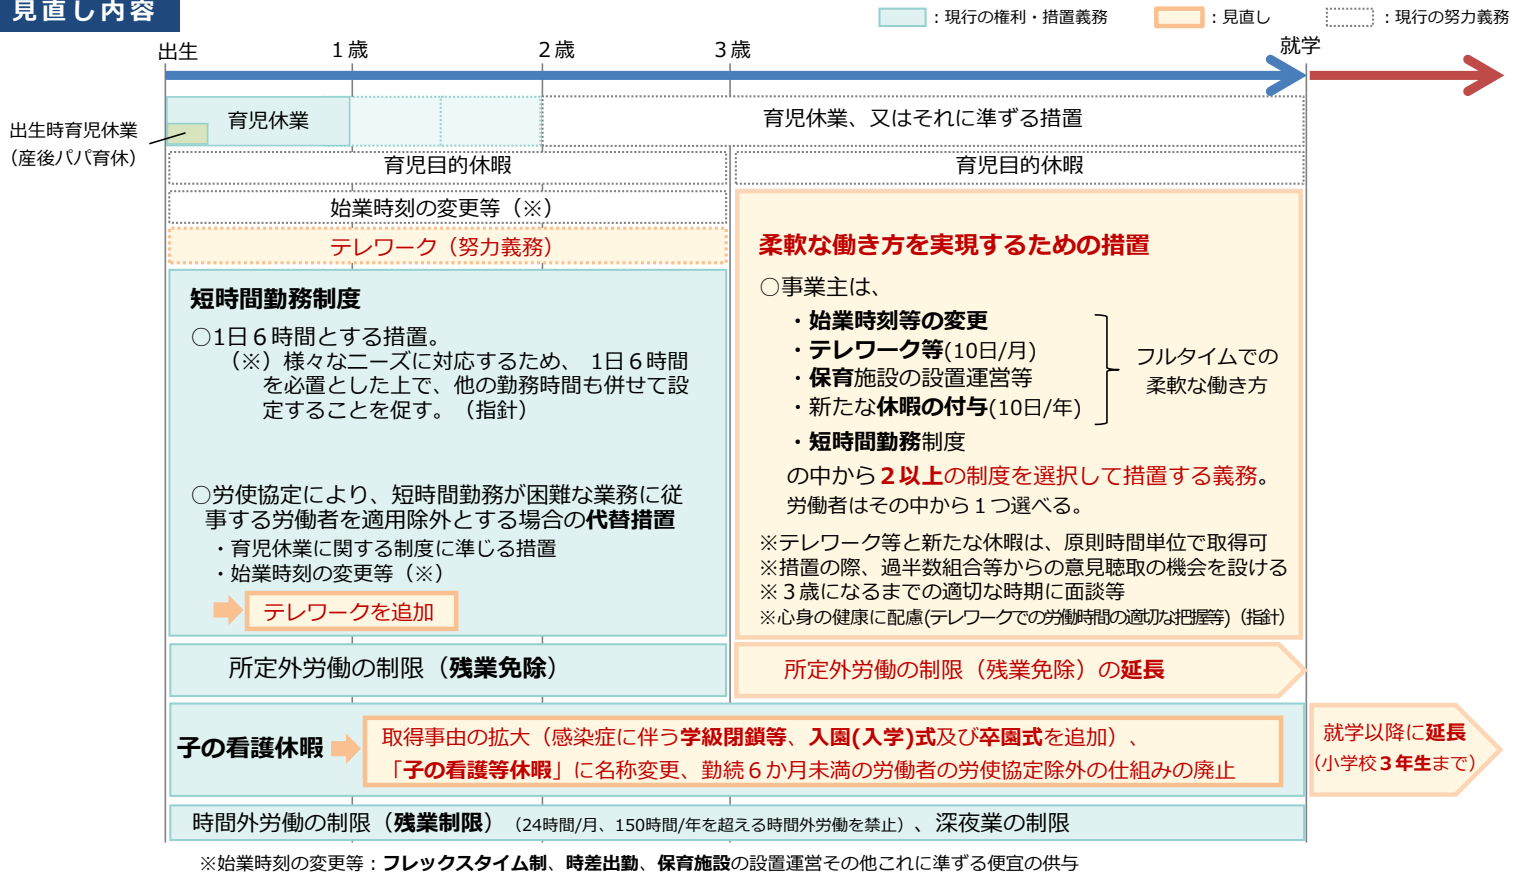 見直し内容
：現行の権利・措置義務
：見直し
：現行の努力義務
出生
１歳
２歳
３歳
就学
出生時育児休業
（産後パパ育休）
育児休業
育児休業、又はそれに準ずる措置
育児目的休暇
育児目的休暇
始業時刻の変更等（※）
テレワーク（努力義務）
短時間勤務制度
○1日６時間とする措置。
（※）様々なニーズに対応するため、 1日６時間
を必置とした上で、他の勤務時間も併せて設
定することを促す。（指針）
○労使協定により、短時間勤務が困難な業務に従
事する労働者を適用除外とする場合の代替措置
・育児休業に関する制度に準じる措置
・始業時刻の変更等（※）
テレワークを追加
柔軟な働き方を実現するための措置
○事業主は、
・始業時刻等の変更
・テレワーク等(10日/月)
・保育施設の設置運営等
・新たな休暇の付与(10日/年)
フルタイムでの
柔軟な働き方
・短時間勤務制度
の中から２以上の制度を選択して措置する義務。
労働者はその中から１つ選べる。
※テレワーク等と新たな休暇は、原則時間単位で取得可
※措置の際、過半数組合等からの意見聴取の機会を設ける
※３歳になるまでの適切な時期に面談等
※心身の健康に配慮(テレワークでの労働時間の適切な把握等)（指針）
所定外労働の制限（残業免除）
所定外労働の制限（残業免除）の延長
子の看護休暇
取得事由の拡大（感染症に伴う学級閉鎖等、入園(入学)式及び卒園式を追加）、
「子の看護等休暇」に名称変更、勤続６か月未満の労働者の労使協定除外の仕組みの廃止
就学以降に延長
（小学校３年生まで）
時間外労働の制限（残業制限）（24時間/月、150時間/年を超える時間外労働を禁止）、深夜業の制限
※始業時刻の変更等：フレックスタイム制、時差出勤、保育施設の設置運営その他これに準ずる便宜の供与